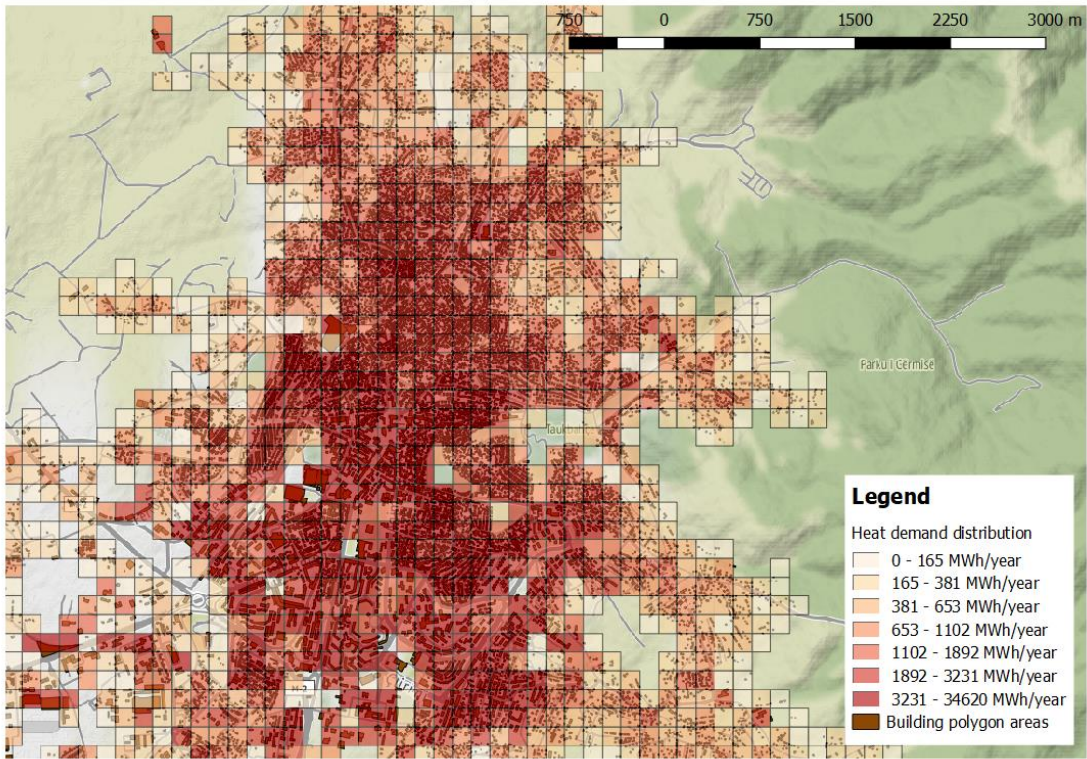 750 0 750 1500 2250 3000 m
Parku i Gërmisë
Taukbaft
Legend
Heat demand distribution
0 - 165 MWh/year
165 - 381 MWh/year
381 - 653 MWh/year
653 - 1102 MWh/year
1102 - 1892 MWh/year
1892 - 3231 MWh/year
3231 - 34620 MWh/year
Building polygon areas